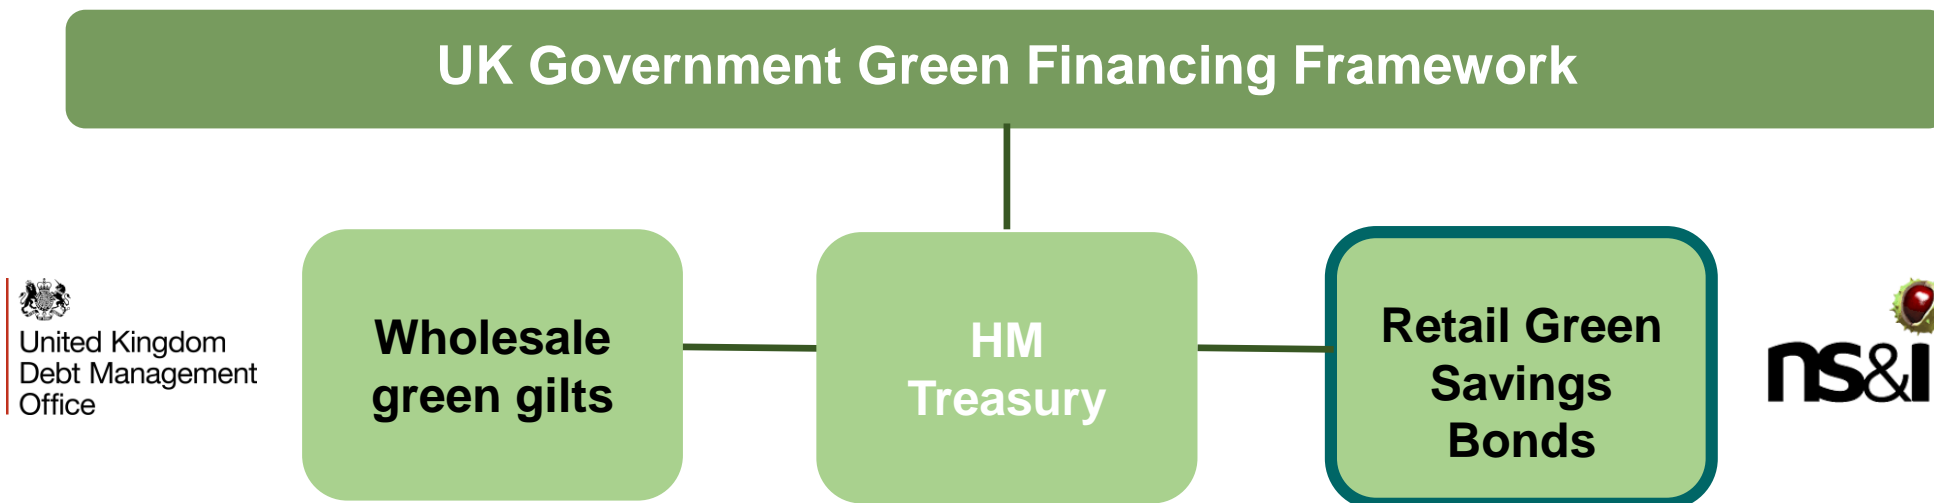 UK Government Green Financing Framework
United Kingdom
Debt Management
Office
Wholesale
green gilts
HM
Treasury
Retail Green
Savings
Bonds
ns&i